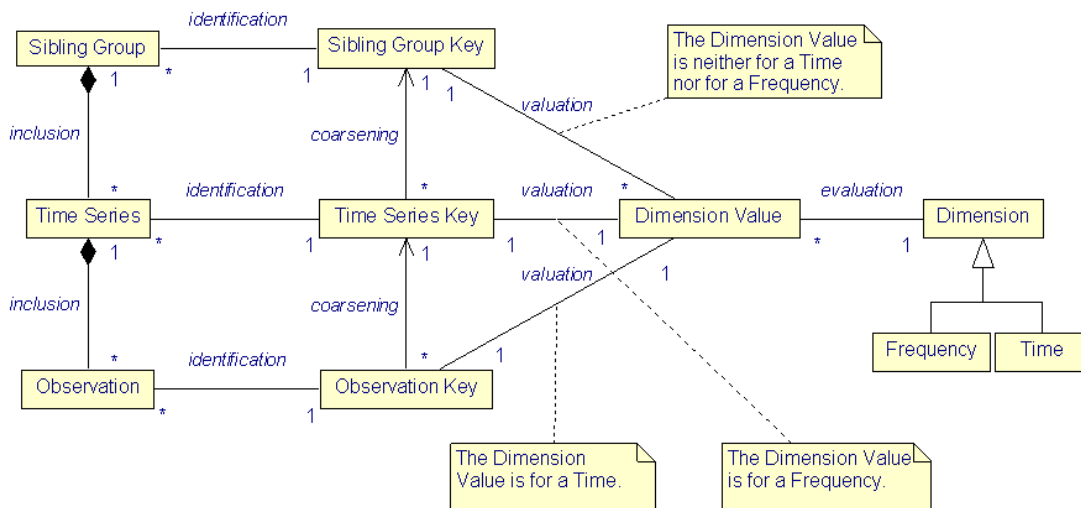 identification
Sibling Group
Sibling Group Key
The Dimension Value
is neither for a Time
nor for a Frequency.
1
*
1
1
1
valuation
inclusion
coarsening
*
identification
*
valuation
*
evaluation
Time Series
Time Series Key
Dimension Value
Dimension
1
*
1
1
1
1
*
1
valuation
1
inclusion
coarsening
*
identification
*
1
Observation
Observation Key
Frequency
Time
*
1
The Dimension
Value is for a Time.
The Dimension Value
is for a Frequency.